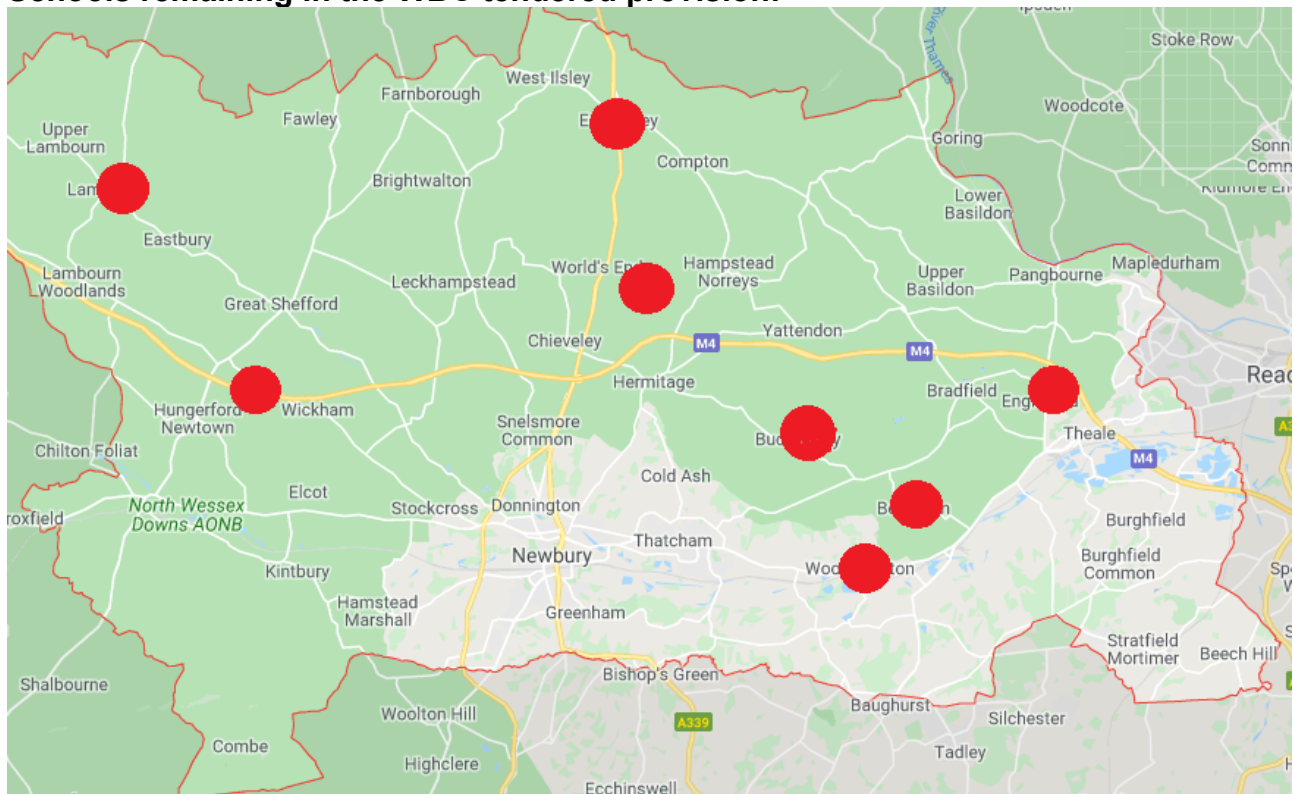 Ipsden
Stoke Row
River Thames
West Ilsley
Farnborough
Woodcote
Fawley
Upper
Lambourn
Goring
Compton
Brightwalton
Lower
Basildon
Eastbury
World's
Hampstead
Norreys
Mapledurham
Upper
Basildon
Pangbourne
Lambourn
Woodlands
Leckhampstead
Great Shefford
Yattendon
Chieveley
M4
M4
Hermitage
Bradfield
Hungerford
Newtown
Wickham
Snelsmore
Common
Theale
Chilton Foliat
M4
Cold Ash
Elcot
North Wessex
Downs AONB
Stockcross
Donnington
Burghfield
Thatcham
Newbury
Burghfield
Common
Kintbury
Hamstead
Marshall
Greenham
Stratfield
Mortimer
Beech Hill
Bishop's Green
Shalbourne
Baughurst
Woolton Hill
Silchester
A339
Combe
Tadley
Highclere
Ecchinswell